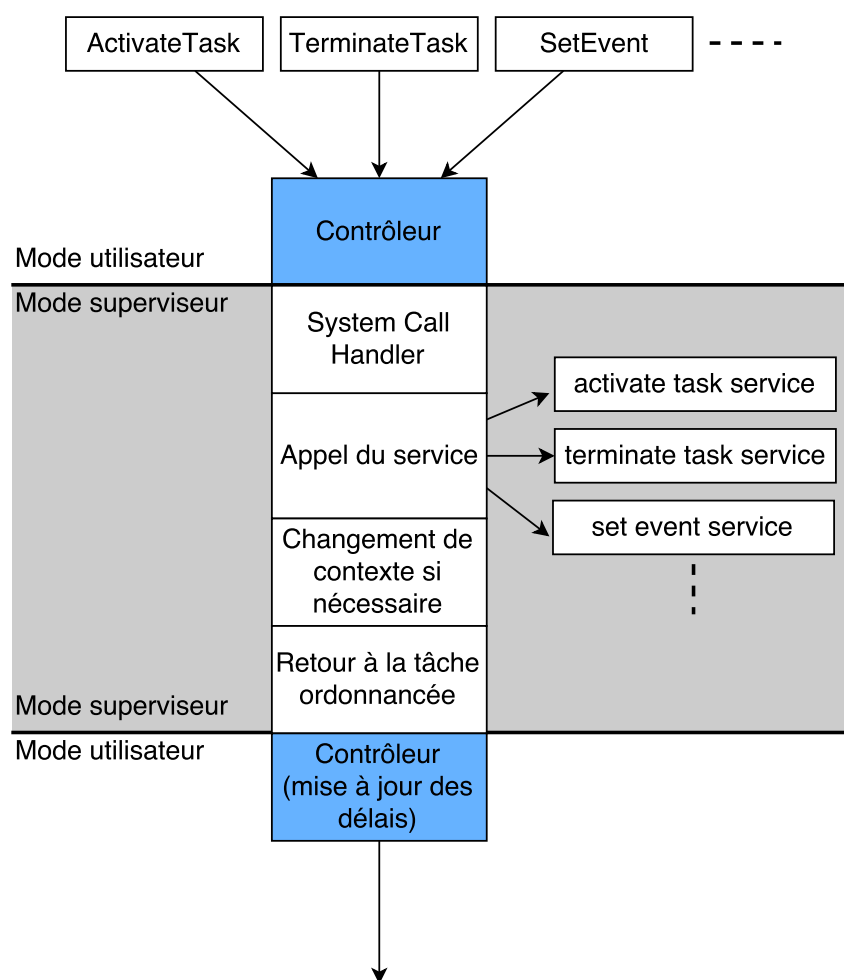 ActivateTask
TerminateTask
SetEvent
Contrôleur
Mode utilisateur
Mode superviseur
System Call
Handler
activate task service
Appel du service
terminate task service
set event service
Changement de
contexte si
nécessaire
Retour à la tâche
ordonnancée
Mode superviseur
Mode utilisateur
Contrôleur
(mise à jour des
délais)